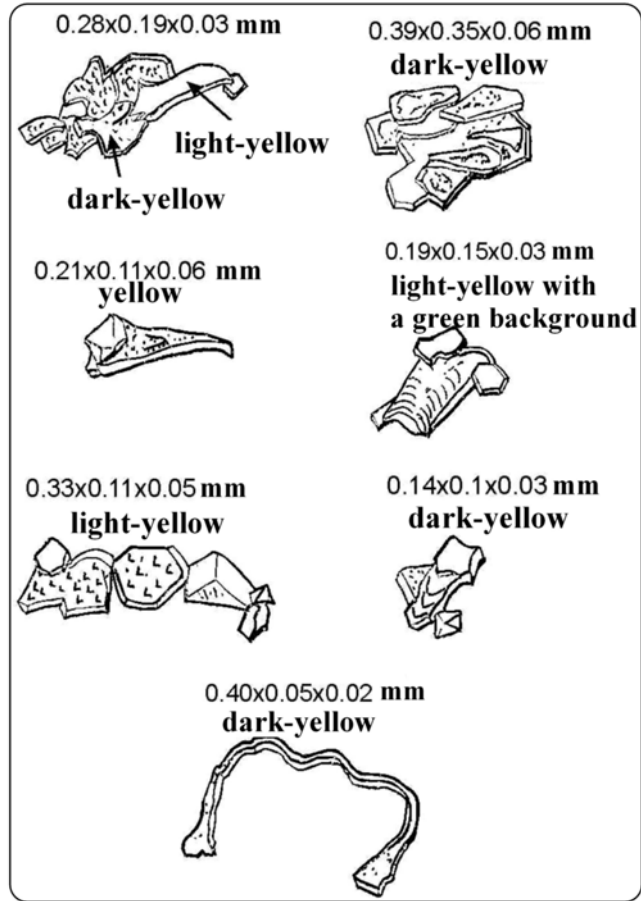 0.28x0.19x0.03 mm
light-yellow
dark-yellow
0.39x0.35x0.06 mm
dark-yellow
0.21x0.11x0.06 mm
yellow
0.19x0.15x0.03 mm
light-yellow with
a green background
0.33x0.11x0.05 mm
light-yellow
0.14x0.1x0.03 mm
dark-yellow
0.40x0.05x0.02 mm
dark-yellow